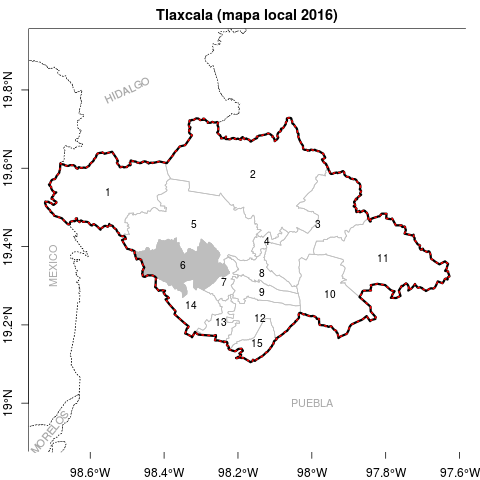 Tlaxcala (mapa local 2016)
19.8°N
19.6°N
19.4°N
19.2°N
19°N
HIDALGO
MEXICO
MORELOS
PUEBLA
1
2
3
4
5
6
7
8
9
10
11
12
13
14
15
98.6°W
98.4°W
98.2°W
98°W
97.8°W
97.6°W